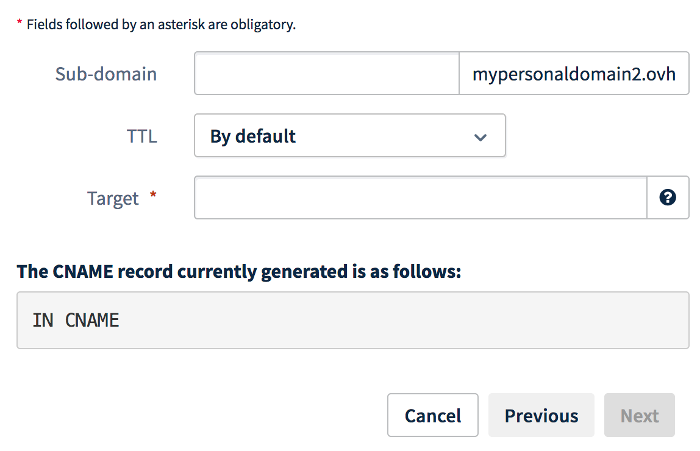 * Fields followed by an asterisk are obligatory.
Sub-domain mypersonaldomain2.ovh
TTL By default
Target * ?
The CNAME record currently generated is as follows:
IN CNAME
Cancel Previous Next